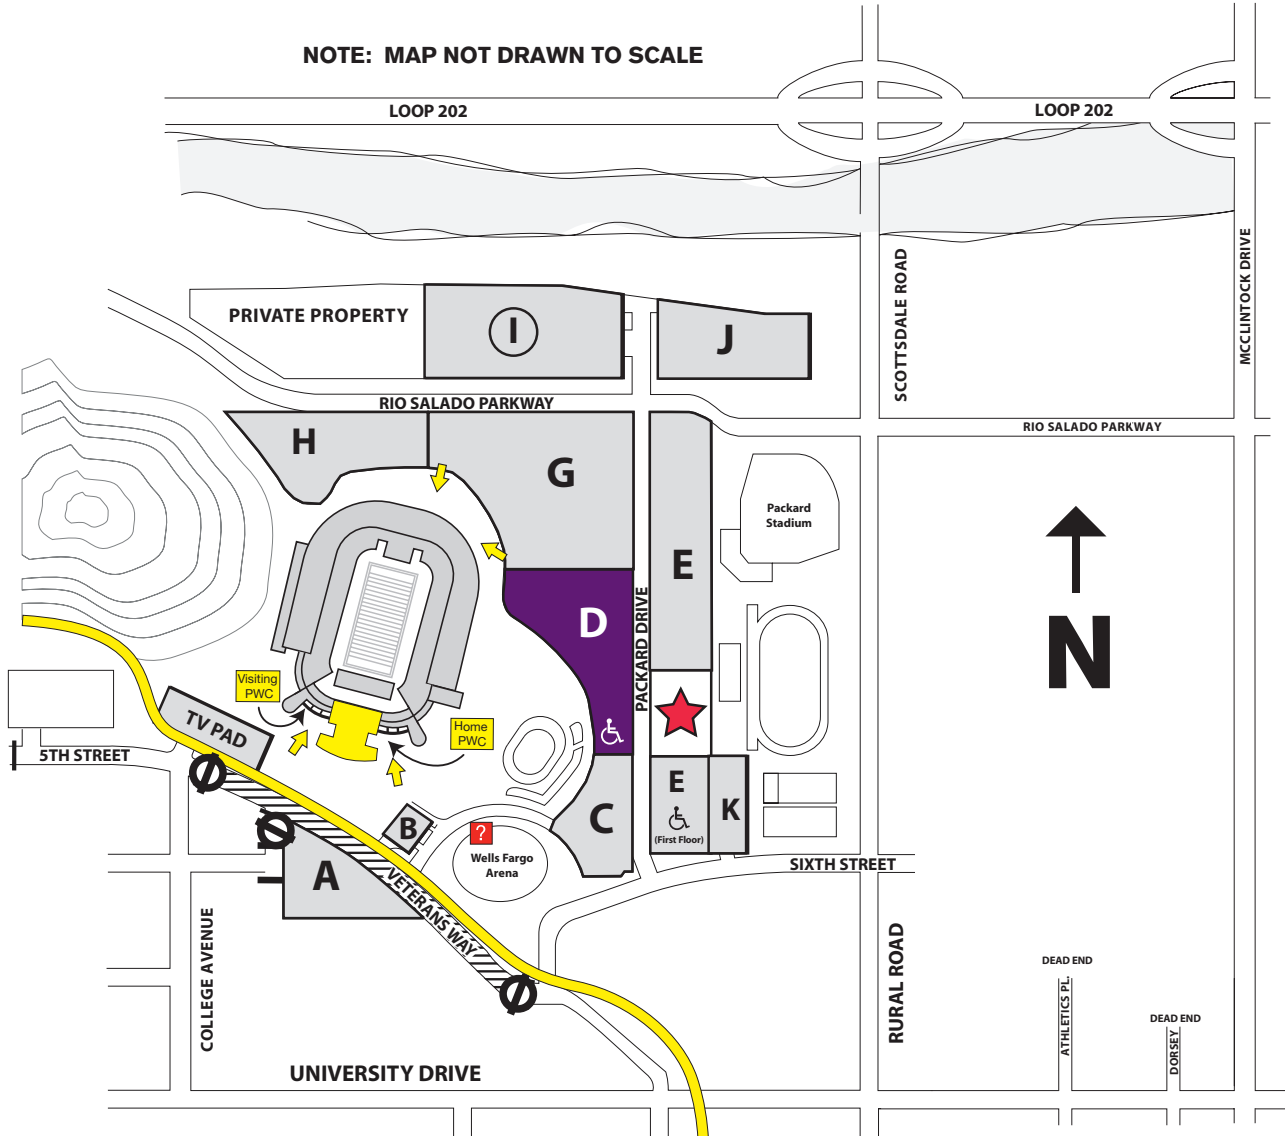 NOTE: MAP NOT DRAWN TO SCALE
LOOP 202
LOOP 202
SCOTTSDALE ROAD
MCCLINTOCK DRIVE
PRIVATE PROPERTY
I
J
RIO SALADO PARKWAY
RIO SALADO PARKWAY
H
G
E
Packard
Stadium
D
PACKARD DRIVE
N
Visiting
PWC
Home
PWC
TV PAD
5TH STREET
E
(First Floor)
K
C
B
?
Wells Fargo
Arena
A
VETERANS WAY
SIXTH STREET
COLLEGE AVENUE
RURAL ROAD
DEAD END
ATHLETICS PL.
DEAD END
DORSEY
UNIVERSITY DRIVE